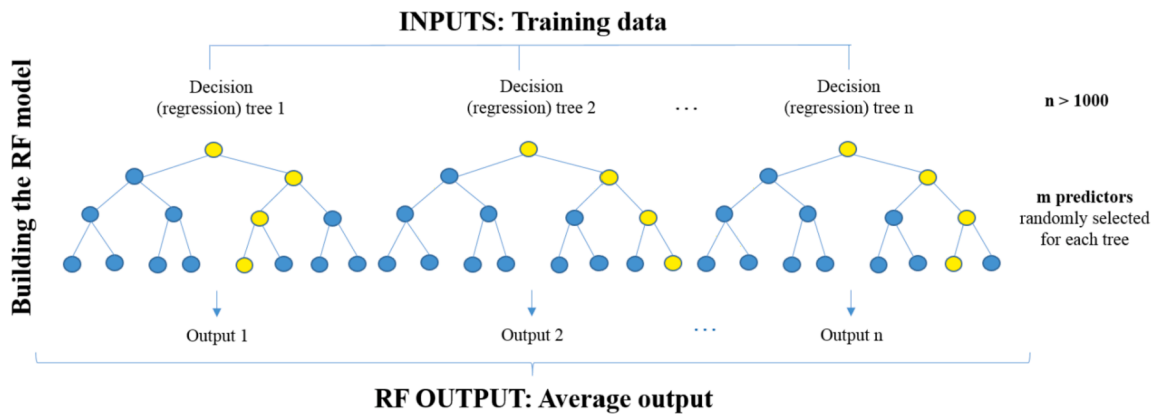 INPUTS: Training data
Building the RF model
Decision
(regression) tree 1
Decision
(regression) tree 2
...
Decision
(regression) tree n
n > 1000
m predictors
randomly selected
for each tree
Output 1
Output 2
...
Output n
RF OUTPUT: Average output